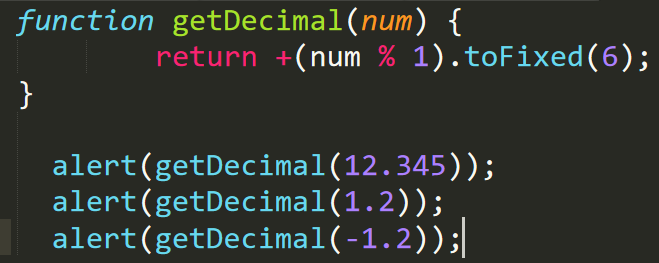 function getDecimal(num) {
return +(num % 1).toFixed(6);
}
alert(getDecimal(12.345));
alert(getDecimal(1.2));
alert(getDecimal(-1.2));